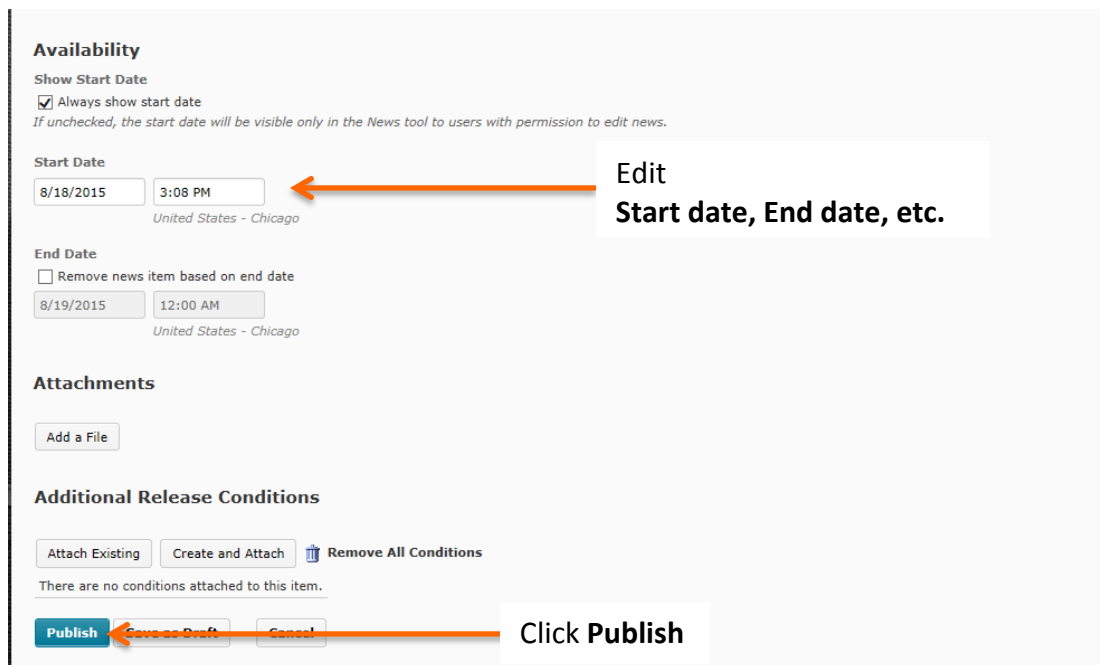 Availability
Show Start Date
Always show start date
If unchecked, the start date will be visible only in the News tool to users with permission to edit news.
Start Date
8/18/2015 3:08 PM
United States - Chicago
Edit
Start date, End date, etc.
End Date
Remove news item based on end date
8/19/2015 12:00 AM
United States - Chicago
Attachments
Add a File
Additional Release Conditions
Attach Existing Create and Attach Remove All Conditions
There are no conditions attached to this item.
Publish Save as Draft Cancel
Click Publish